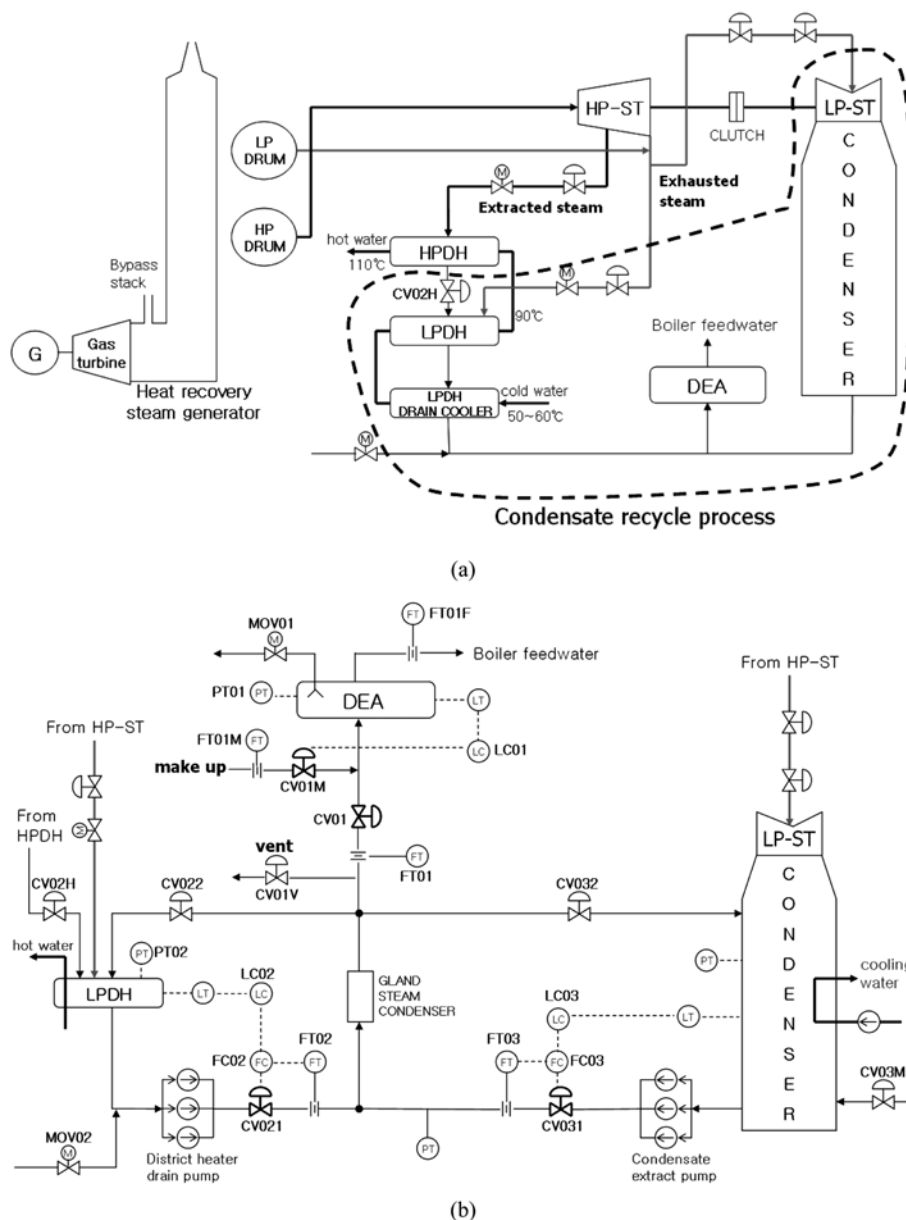 HP-ST
LP-ST
CLUTCH
C
O
N
D
E
N
S
E
R
LP
DRUM
HP
DRUM
M
Extracted steam
Exhausted
steam
hot water
110℃
HPDH
CV02H
M
90℃
LPDH
LPDH
DRAIN COOLER
cold water
50~60℃
Boiler feedwater
DEA
Bypass
stack
G
Gas
turbine
Heat recovery
steam generator
M
Condensate recycle process
(a)
MOV01
M
FT
FT01F
Boiler feedwater
PT01
PT
DEA
LT
LC
LC01
FT01M
FT
make up
CV01M
CV01
vent
CV01V
FT
FT01
From HP-ST
M
From
HPDH
CV02H
CV022
hot water
PT
PT02
LPDH
LT
LC
LC02
FC02
FC
FT
FT02
CV021
GLAND
STEAM
CONDENSER
CV032
From HP-ST
LP-ST
C
O
N
D
E
N
S
E
R
PT
cooling
water
LC03
LC
LT
FT03
FT
FC
FC03
CV031
CV03M
MOV02
M
District heater
drain pump
PT
Condensate
extract pump
(b)